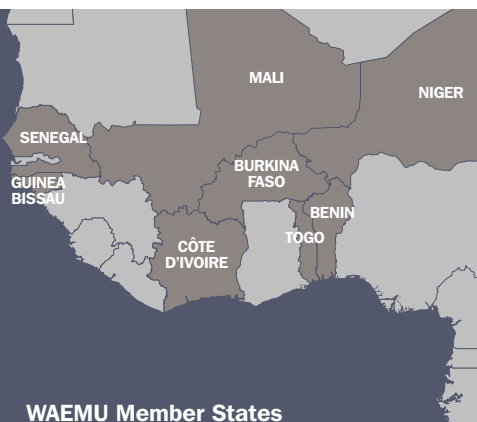 MALI
NIGER
SENEGAL
BURKINA
FASO
GUINEA
BISSAU
BENIN
TOGO
CÔTE
D'IVOIRE
WAEMU Member States